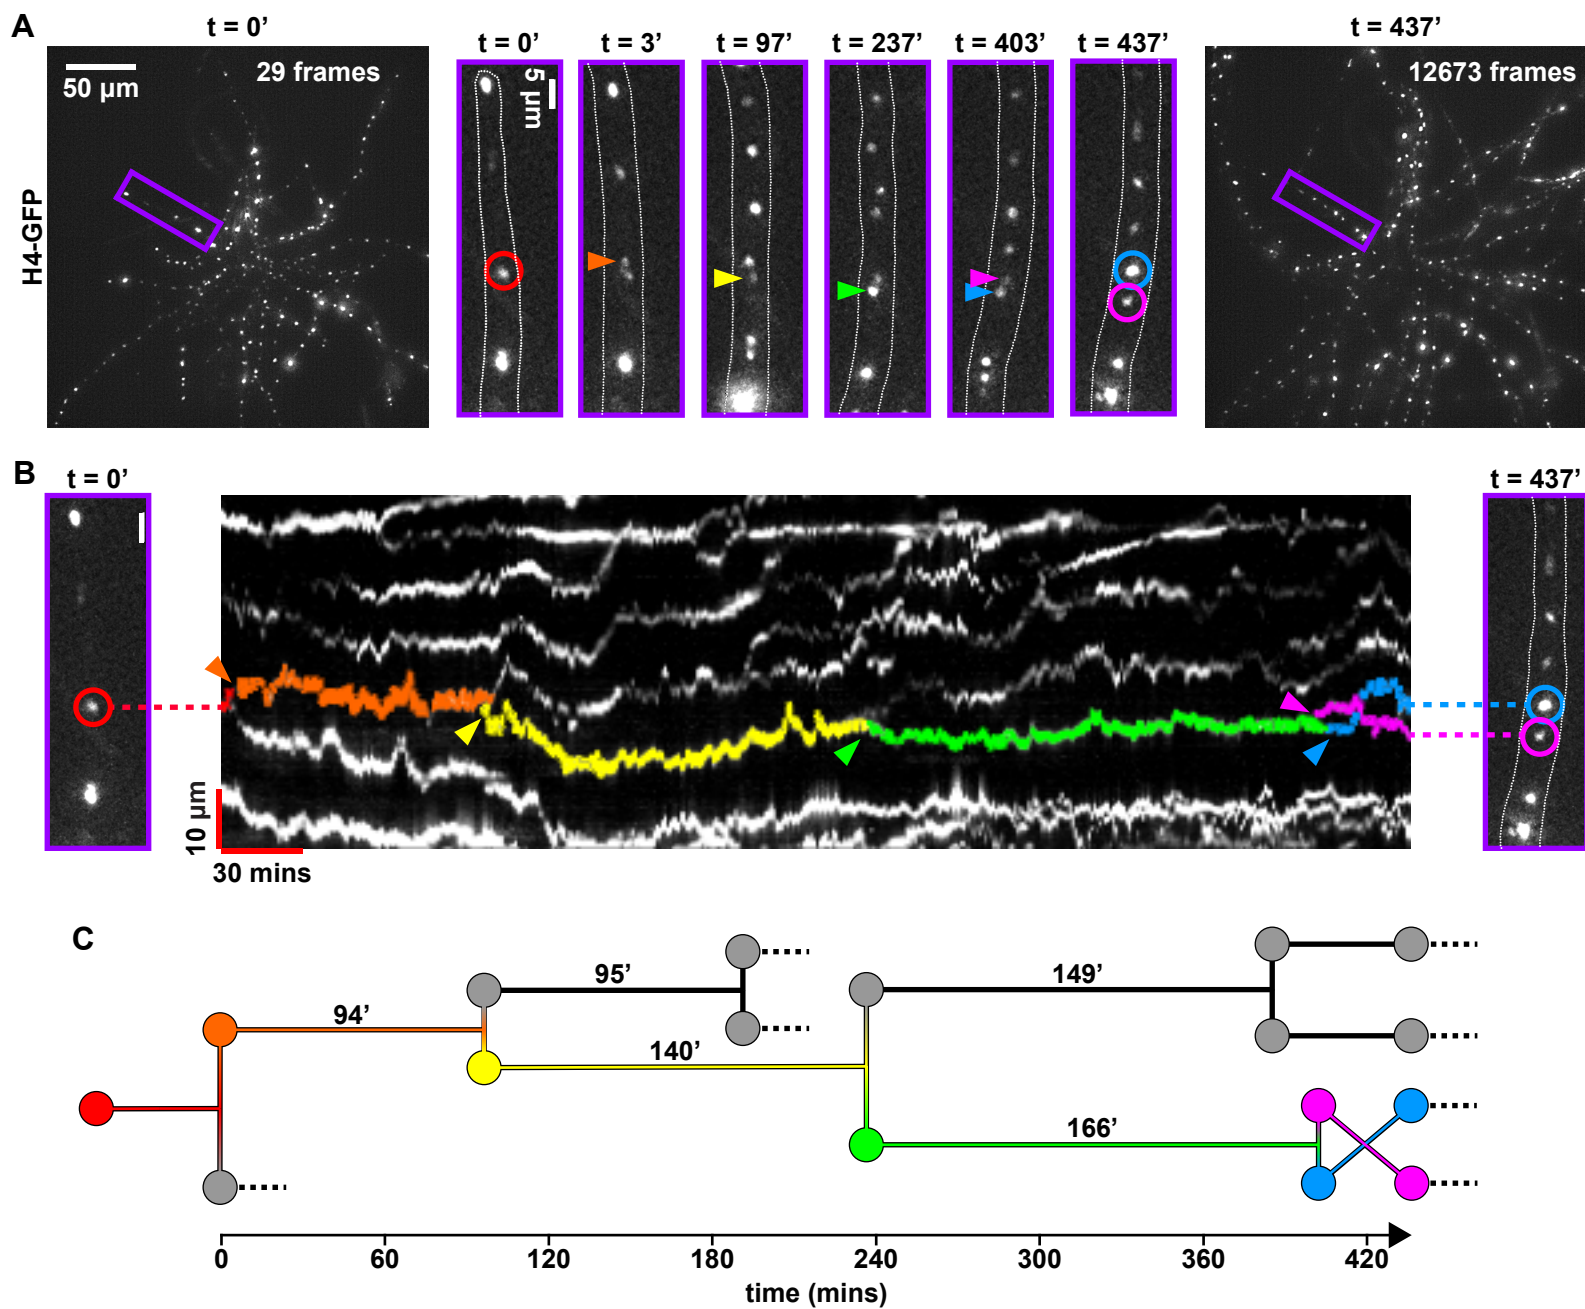 A
t = 0’
t = 0’
t = 3’
t = 97’
t = 237’
t = 403’
t = 437’
t = 437’
50 µm
29 frames
5 µm
12673 frames
H4-GFP
B
t = 0’
t = 437’
10 µm
30 mins
C
94’
95’
140’
149’
166’
0
60
120
180
240
300
360
420
time (mins)